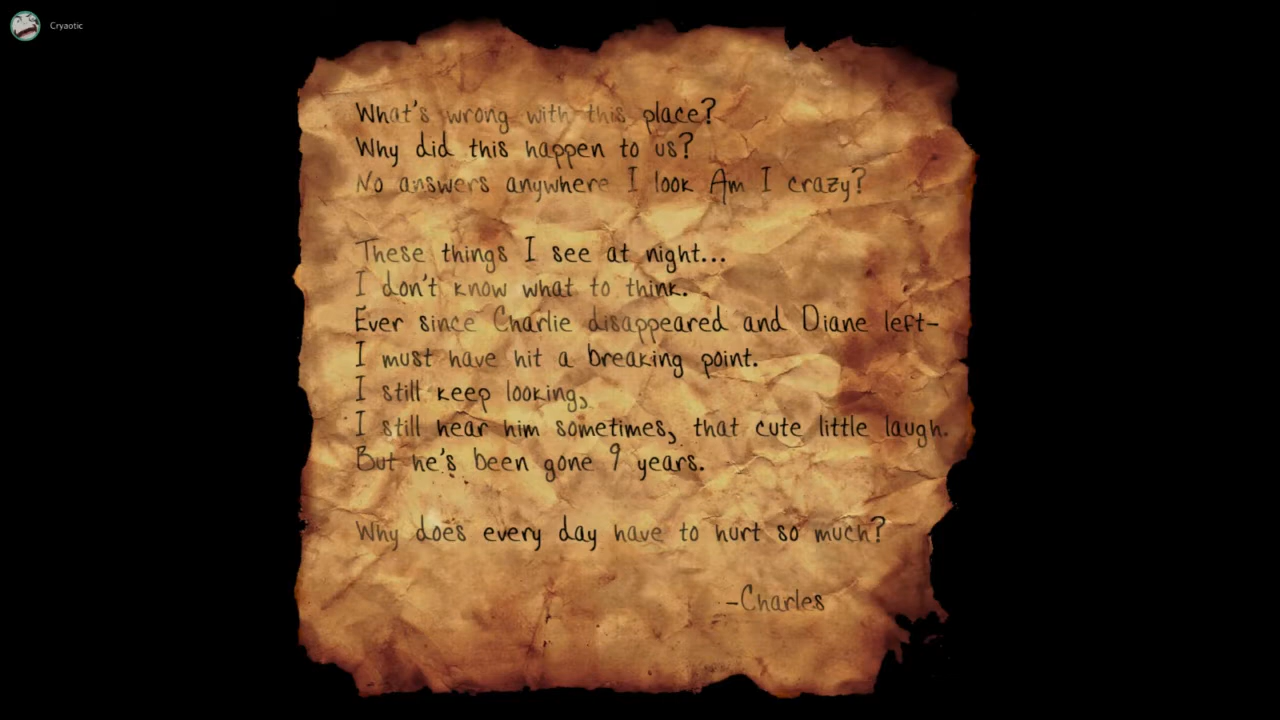 Cryaotic
What's wrong with this place?
Why did this happen to us?
No answers anywhere I look Am I crazy?
These things I see at night...
I don't know what to think.
Ever since Charlie disappeared and Diane left-
I must have hit a breaking point.
I still keep looking,
I still hear him sometimes, that cute little laugh.
But he's been gone 9 years.
Why does every day have to hurt so much?
-Charles